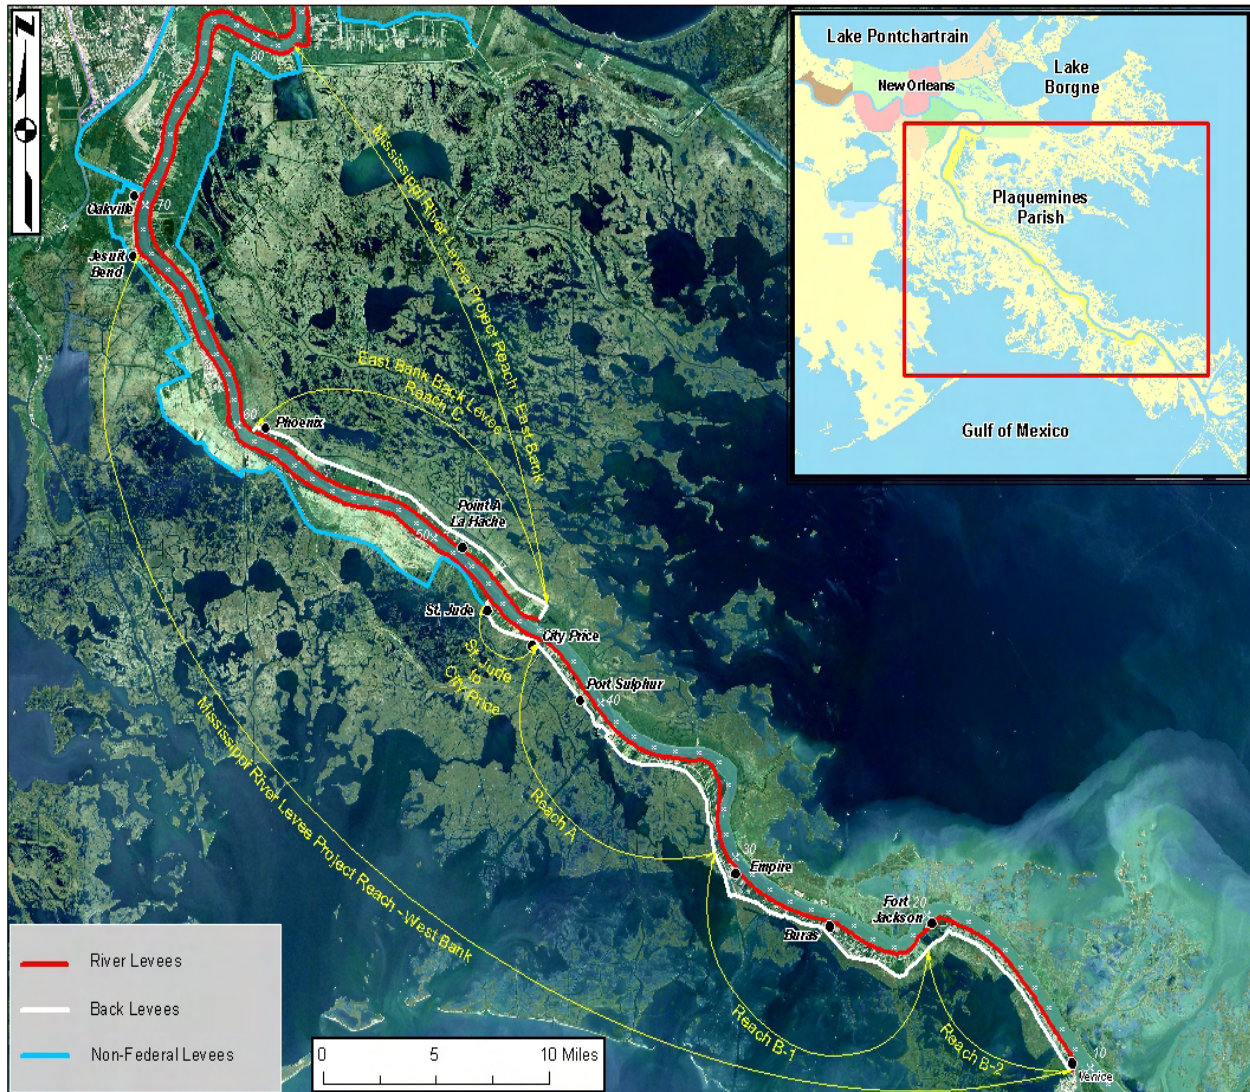 N
80
Lake Pontchartrain
New Orleans
Lake
Borgne
Plaquemines
Parish
Gulf of Mexico
Oakville
70
Jesuit
Bend
Mississippi River Levee Project Reach - East Bank
East Bank Back Levee
Reach C
60
Phoenix
Point A
La Hache
50
St. Jude
City Price
St. Jude
to
City Price
Port Sulphur
40
Reach A
Mississippi River Levee Project Reach - West Bank
30
Empire
Fort
Jackson
20
Buras
Reach B-1
Reach B-2
10
Venice
River Levees
Back Levees
Non-Federal Levees
0
5
10 Miles